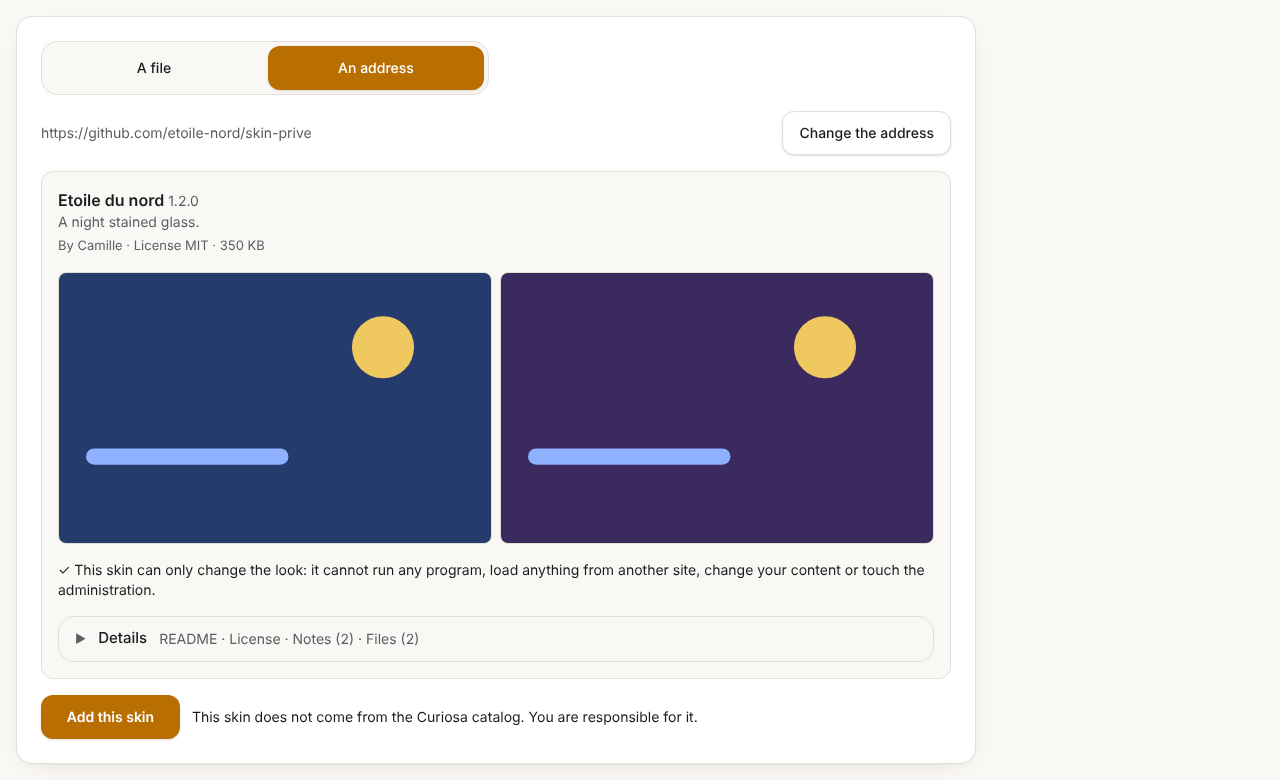 A file
An address
https://github.com/etoile-nord/skin-prive
Change the address
Etoile du nord 1.2.0
A night stained glass.
By Camille · License MIT · 350 KB
✓ This skin can only change the look: it cannot run any program, load anything from another site, change your content or touch the
administration.
▶ Details README · License · Notes (2) · Files (2)
Add this skin
This skin does not come from the Curiosa catalog. You are responsible for it.